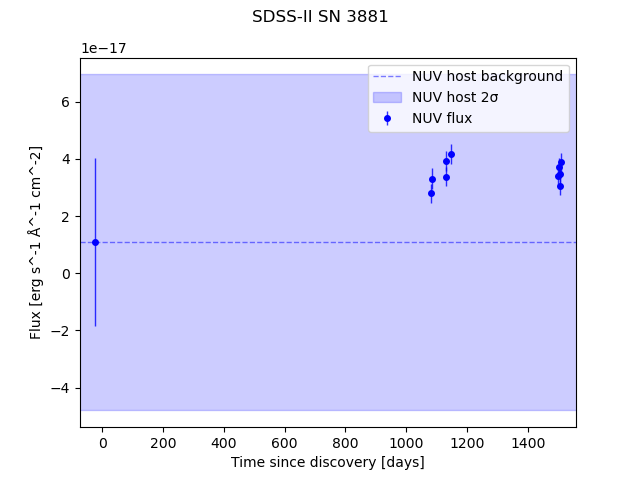 SDSS-II SN 3881
1e−17
NUV host background
NUV host 2σ
NUV flux
6
4
2
0
−2
−4
Flux [erg s^-1 Å^-1 cm^-2]
0 200 400 600 800 1000 1200 1400
Time since discovery [days]